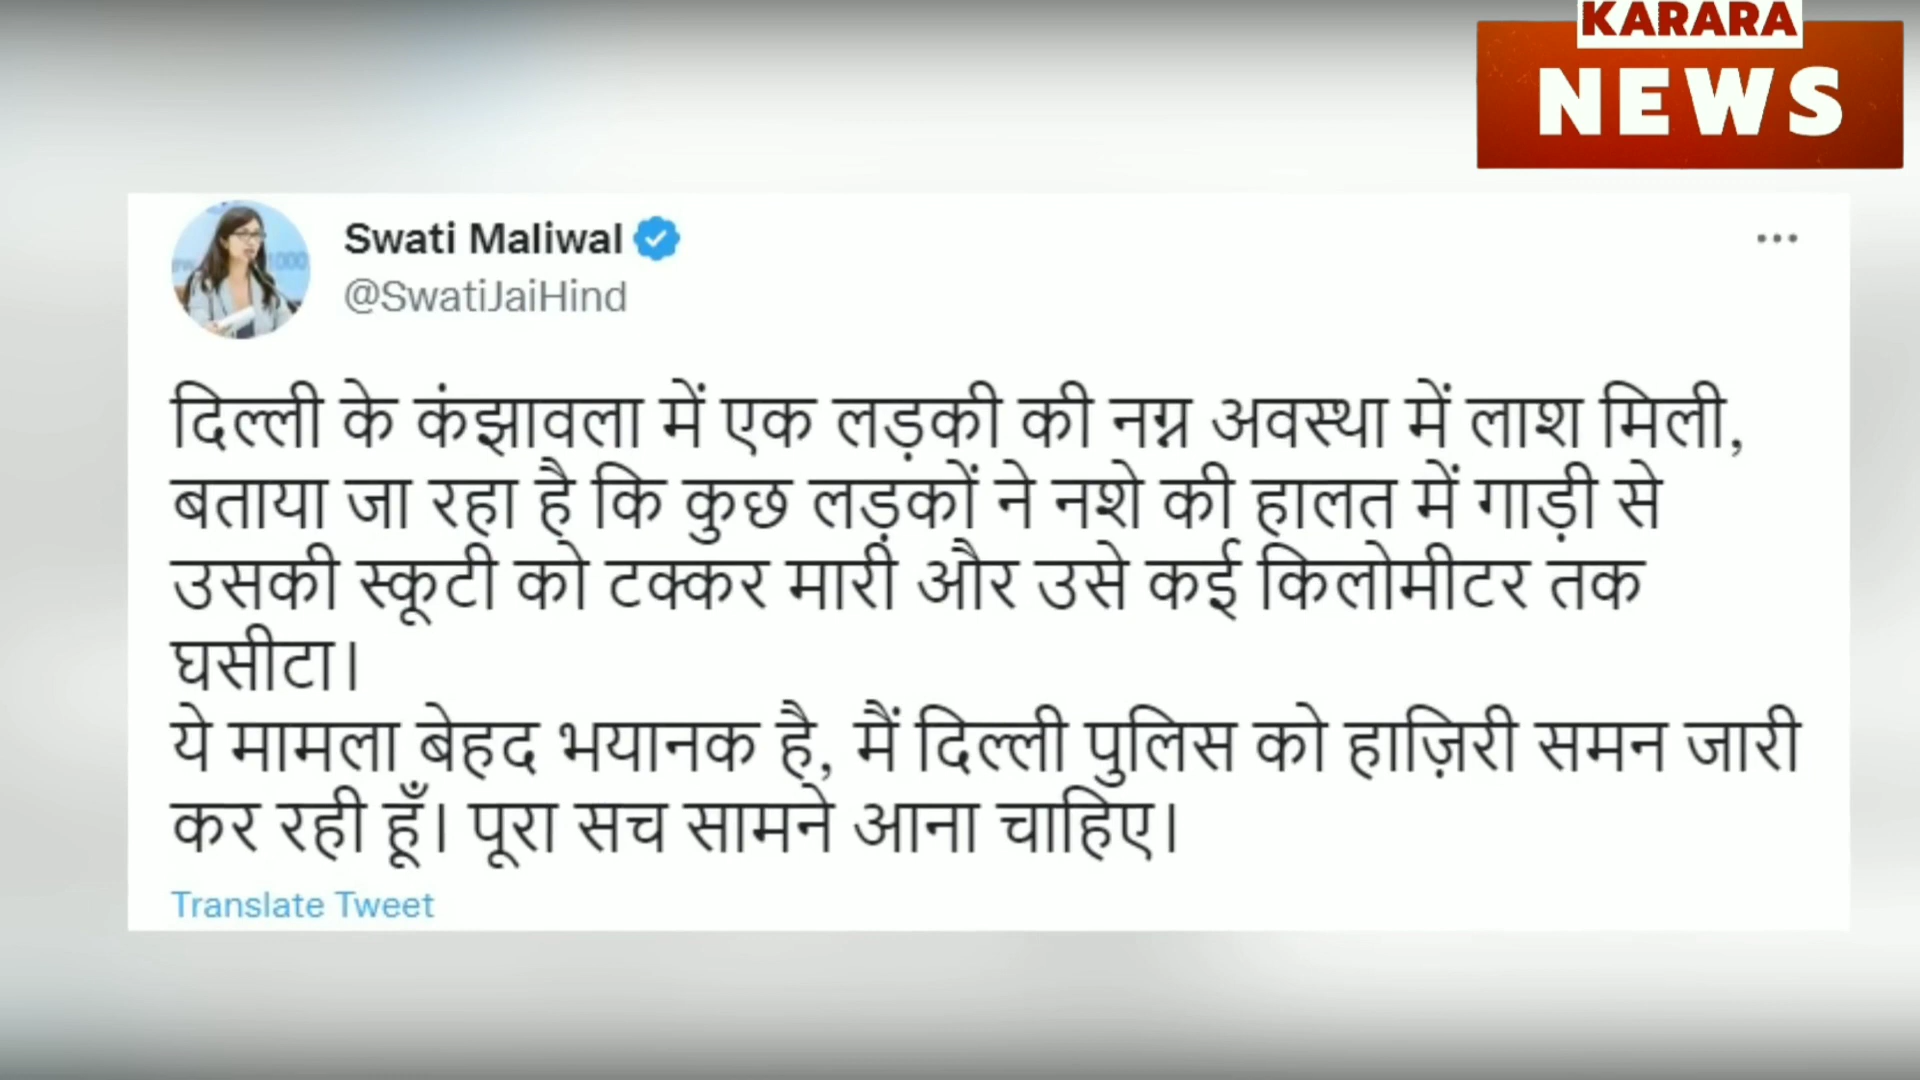 KARARA
NEWS
Swati Maliwal
@SwatiJaiHind
दिल्ली के कंझावला में एक लड़की की नग्न अवस्था में लाश मिली,
बताया जा रहा है कि कुछ लड़कों ने नशे की हालत में गाड़ी से
उसकी स्कूटी को टक्कर मारी और उसे कई किलोमीटर तक
घसीटा।
ये मामला बेहद भयानक है, मैं दिल्ली पुलिस को हाज़िरी समन जारी
कर रही हूँ। पूरा सच सामने आना चाहिए।
Translate Tweet